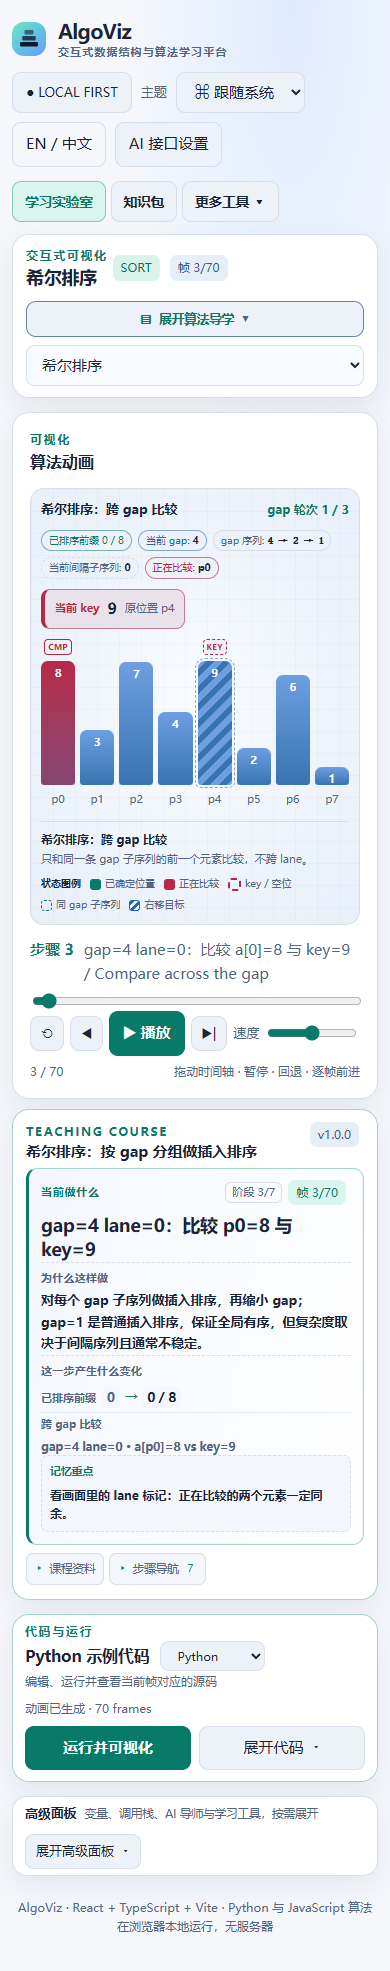 AlgoViz
交互式数据结构与算法学习平台
● LOCAL FIRST 主题 ⌘ 跟随系统
EN / 中文 AI 接口设置
学习实验室 知识包 更多工具 ▾
交互式可视化
希尔排序 SORT 帧 3/70
▤ 展开算法导学 ▾
希尔排序
可视化
算法动画
希尔排序：跨 gap 比较 gap 轮次 1 / 3
已排序前缀 0 / 8 当前 gap: 4 gap 序列: 4 → 2 → 1
当前间隔子序列: 0 正在比较: p0
当前 key 9 原位置 p4
CMP KEY
8 3 7 4 9 2 6 1
p0 p1 p2 p3 p4 p5 p6 p7
希尔排序：跨 gap 比较
只和同一条 gap 子序列的前一个元素比较，不跨 lane。
状态图例 已确定位置 正在比较 key / 空位
同 gap 子序列 右移目标
步骤 3 gap=4 lane=0：比较 a[0]=8 与 key=9
/ Compare across the gap
⟲ ◀ ▶ 播放 ▶| 速度
3 / 70 拖动时间轴 · 暂停 · 回退 · 逐帧前进
TEACHING COURSE v1.0.0
希尔排序：按 gap 分组做插入排序
当前做什么 阶段 3/7 帧 3/70
gap=4 lane=0：比较 p0=8 与
key=9
为什么这样做
对每个 gap 子序列做插入排序，再缩小 gap；
gap=1 是普通插入排序，保证全局有序，但复杂度取
决于间隔序列且通常不稳定。
这一步产生什么变化
已排序前缀 0 → 0 / 8
跨 gap 比较
gap=4 lane=0 • a[p0]=8 vs key=9
记忆重点
看画面里的 lane 标记：正在比较的两个元素一定同
余。
‣ 课程资料 ‣ 步骤导航 7
代码与运行
Python 示例代码 Python
编辑、运行并查看当前帧对应的源码
动画已生成 · 70 frames
运行并可视化 展开代码
高级面板 变量、调用栈、AI 导师与学习工具，按需展开
展开高级面板
AlgoViz · React + TypeScript + Vite · Python 与 JavaScript 算法
在浏览器本地运行，无服务器